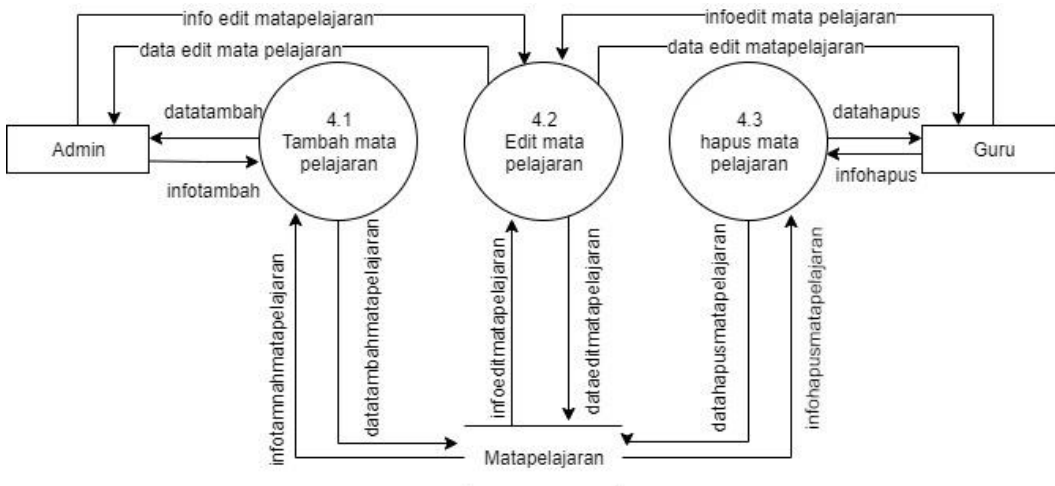 info edit matapelajaran
infoedit mata pelajaran
data edit mata pelajaran
data edit matapelajaran
datatambah
4.1
Tambah mata
pelajaran
4.2
Edit mata
pelajaran
4.3
hapus mata
pelajaran
datahapus
Admin
Guru
infotambah
infohapus
infotamnahmatapelajaran
datatambahmatapelajaran
infoeditmatapelajaran
dataeditmatapelajaran
datahapusmatapelajaran
infohapusmatapelajaran
Matapelajaran